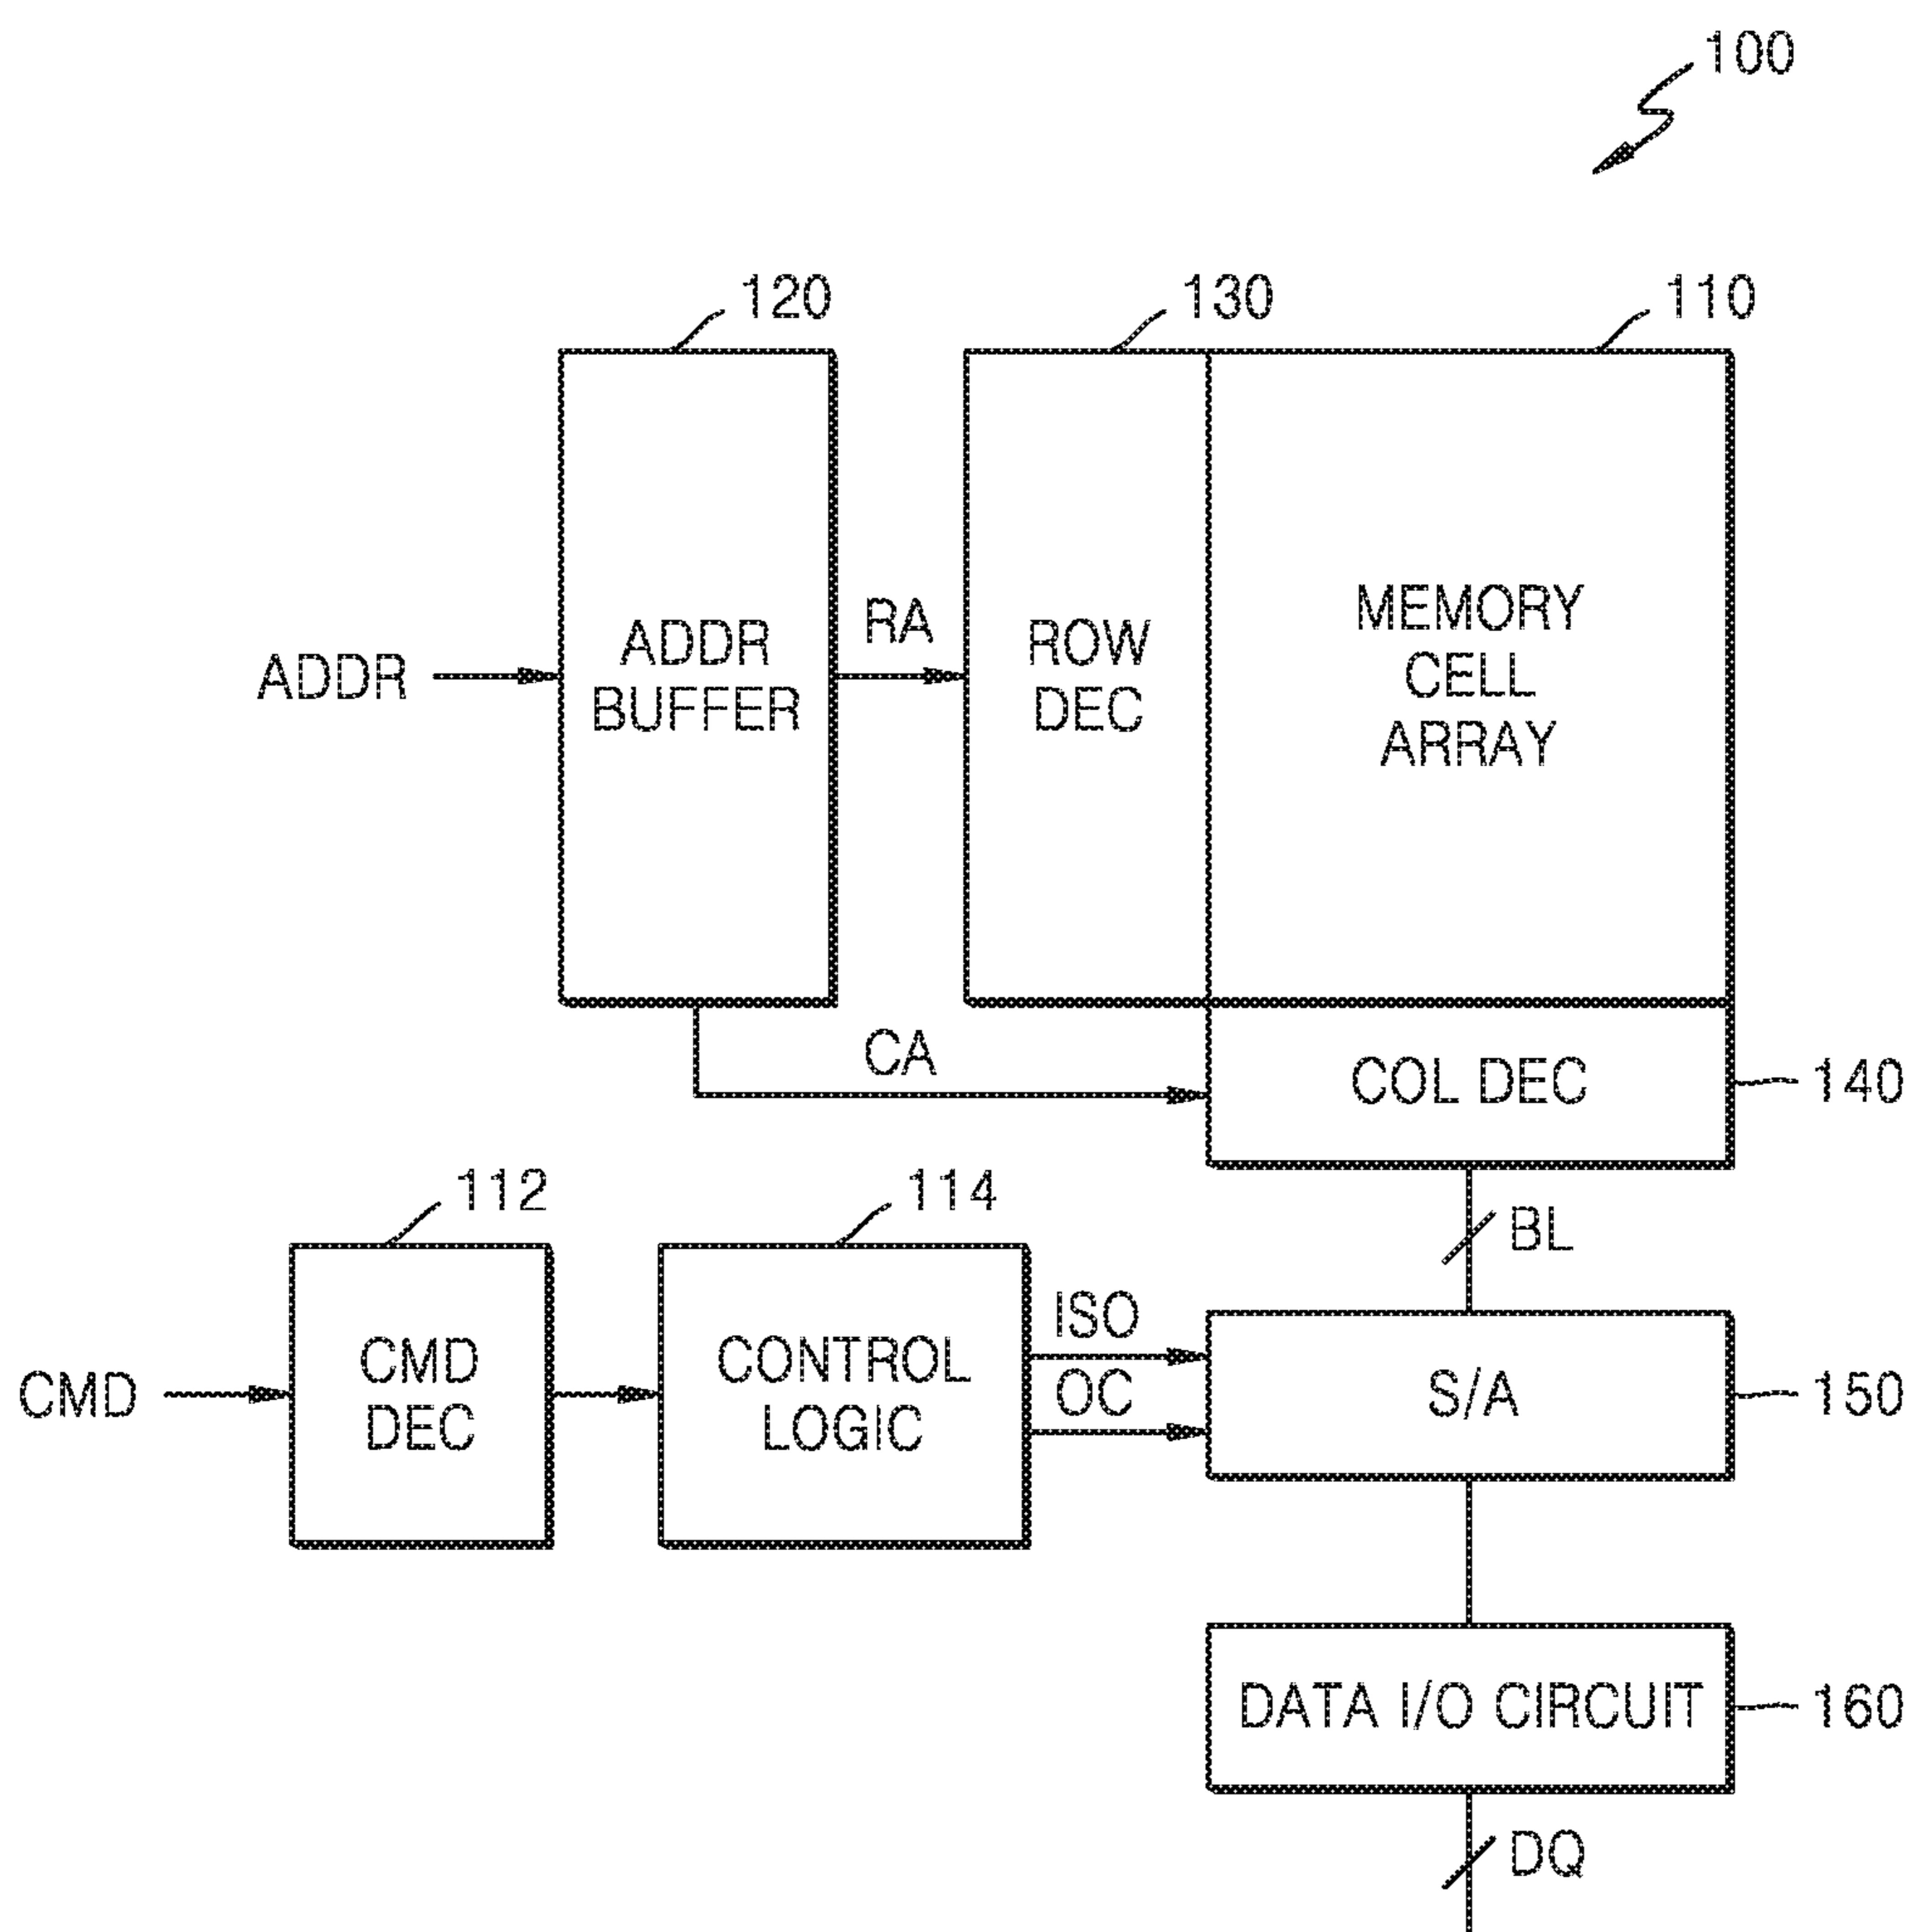 100
120
130
110
ADDR
ADDR
BUFFER
RA
ROW
DEC
MEMORY
CELL
ARRAY
CA
COL DEC
140
112
114
BL
CMD
CMD
DEC
CONTROL
LOGIC
ISO
OC
S/A
150
DATA I/O CIRCUIT
160
DQ